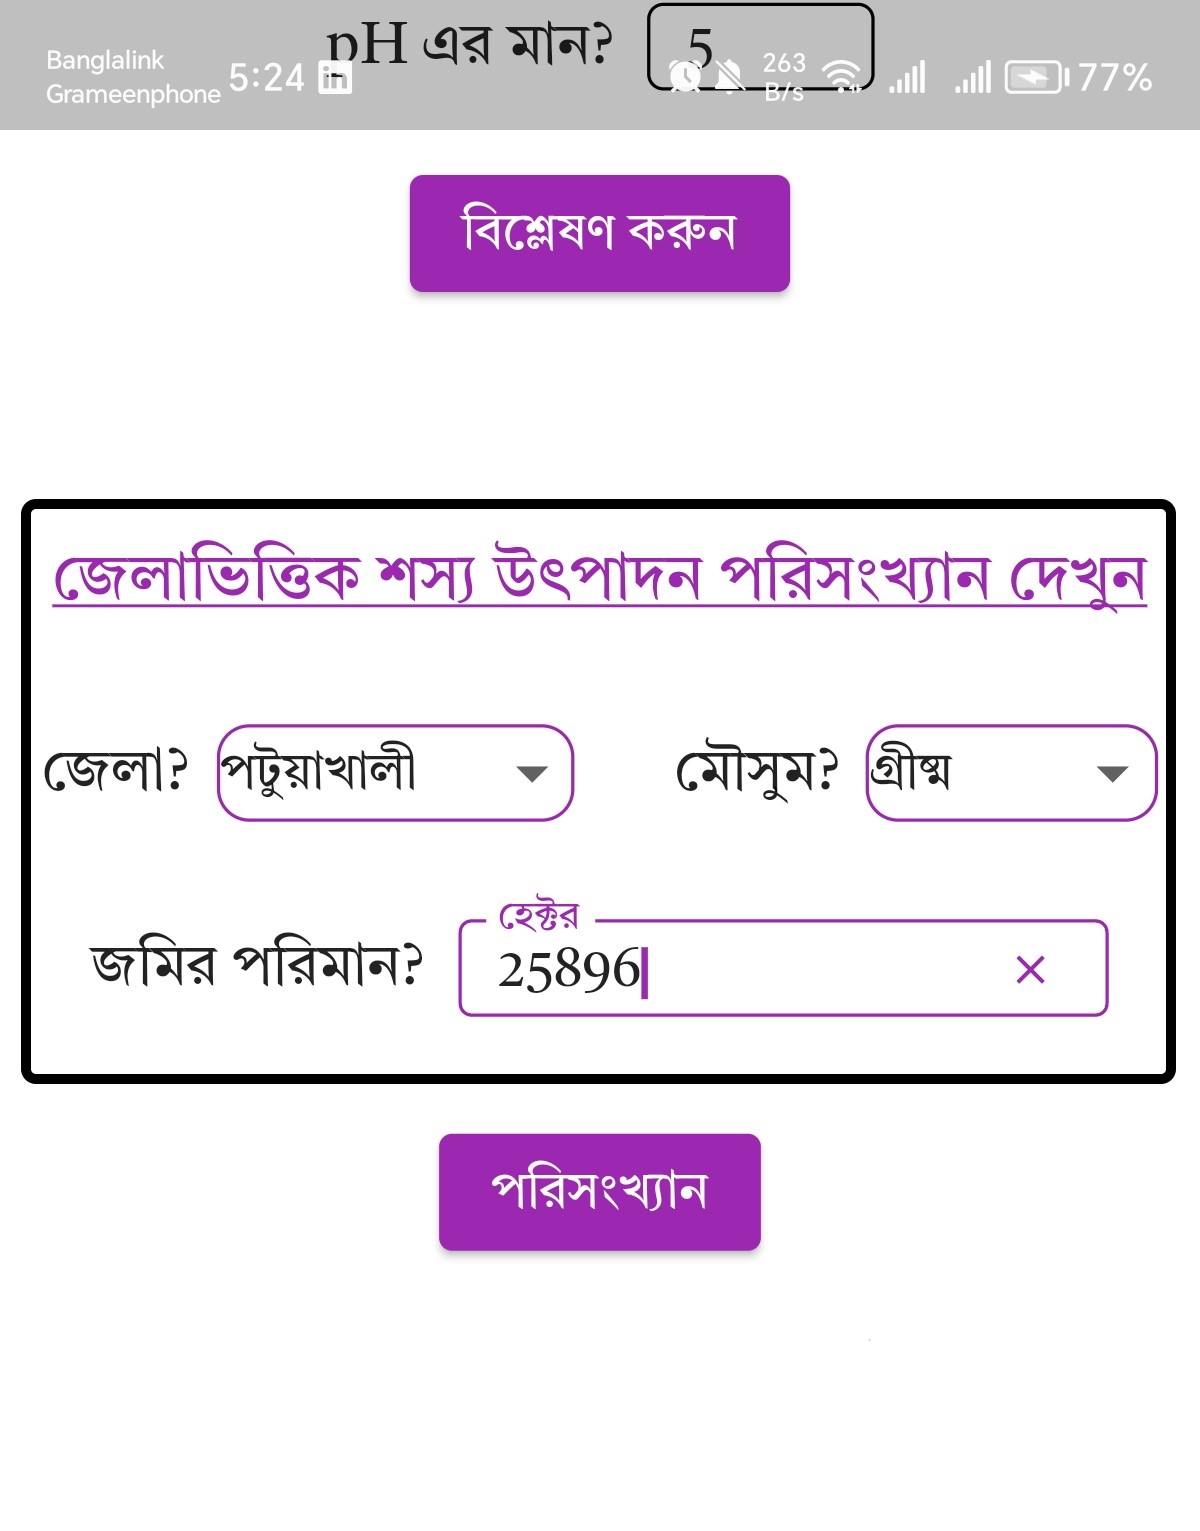 pH এর মান? 5
Banglalink
Grameenphone 5:24 in 263 B/s 77%
বিশ্লেষণ করুন
জেলাভিত্তিক শস্য উৎপাদন পরিসংখ্যান দেখুন
জেলা? পটুয়াখালী মৌসুম? গ্রীষ্ম
হেক্টর
জমির পরিমান? 25896 ×
পরিসংখ্যান